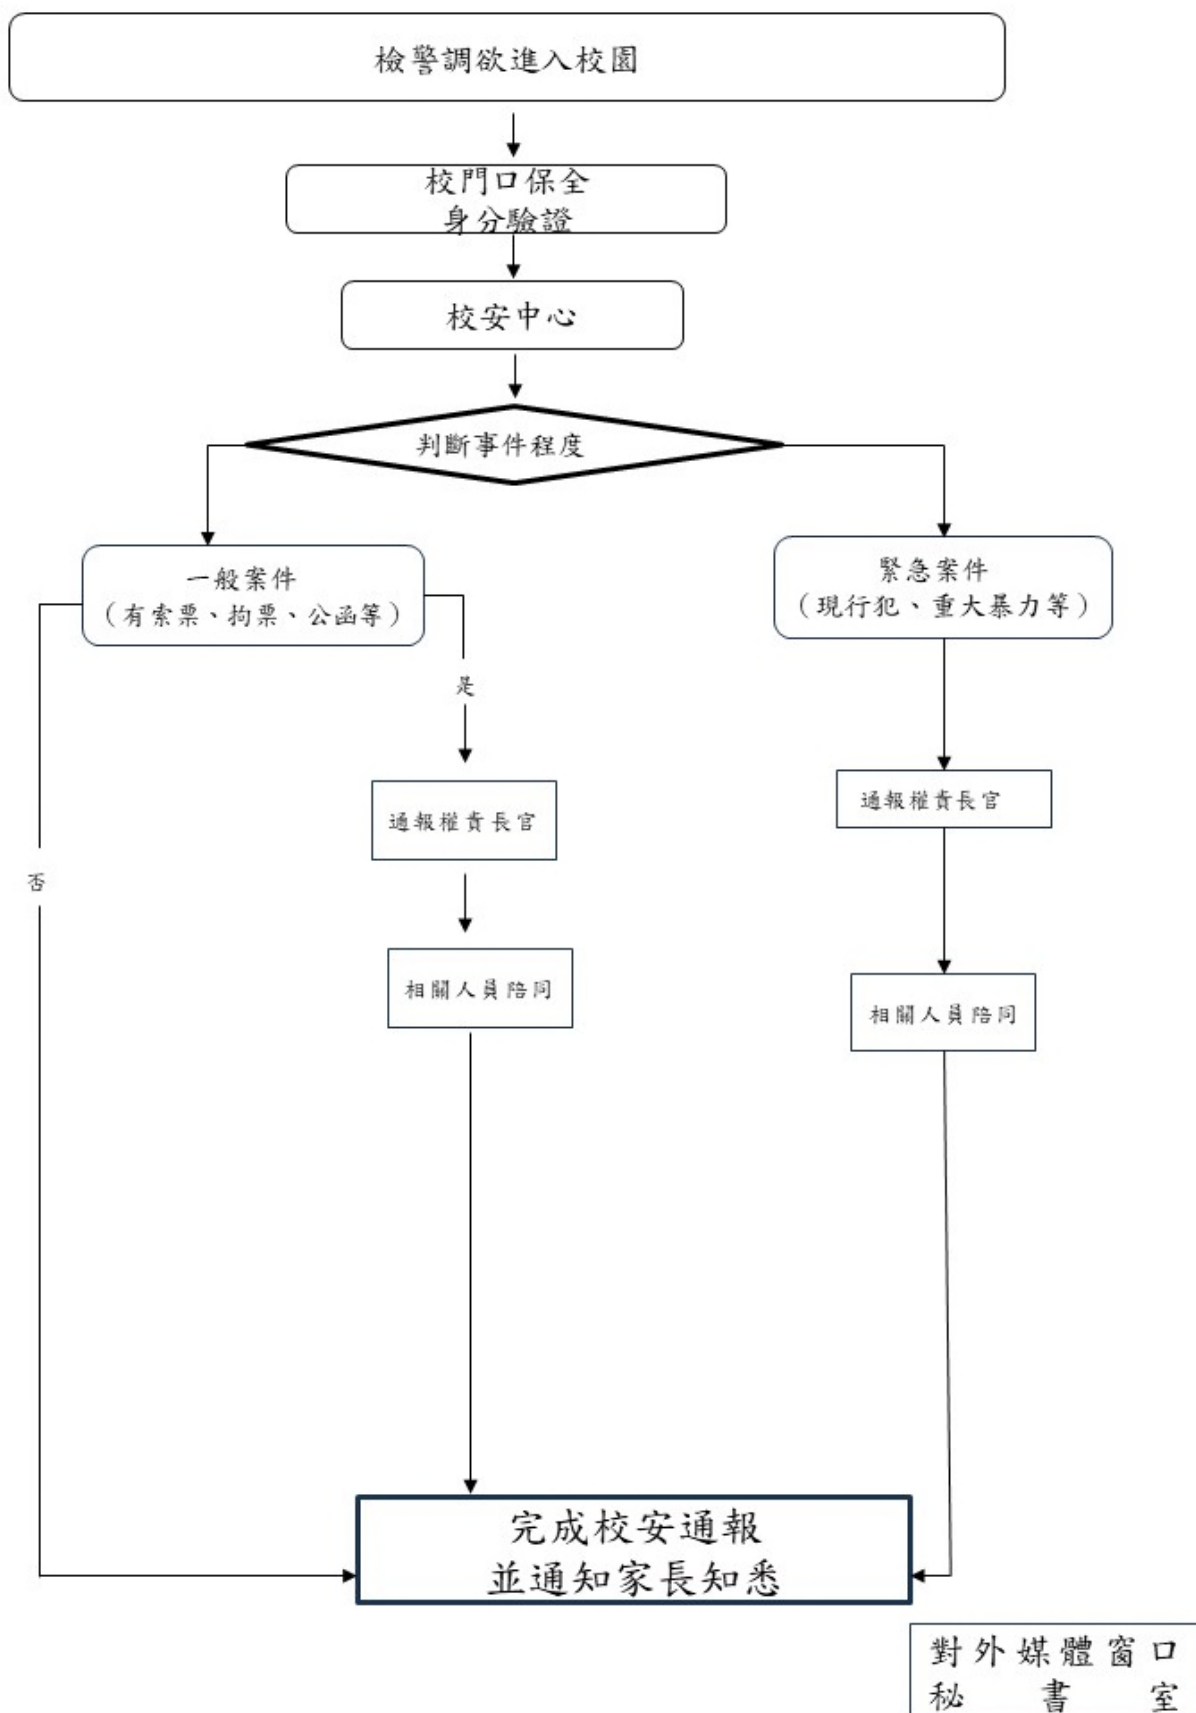 檢警調欲進入校園
校門口保全
身分驗證
校安中心
判斷事件程度
一般案件
（有索票、拘票、公函等）
緊急案件
（現行犯、重大暴力等）
是
通報權責長官
通報權責長官
否
相關人員陪同
相關人員陪同
完成校安通報
並通知家長知悉
對外媒體窗口
秘書室